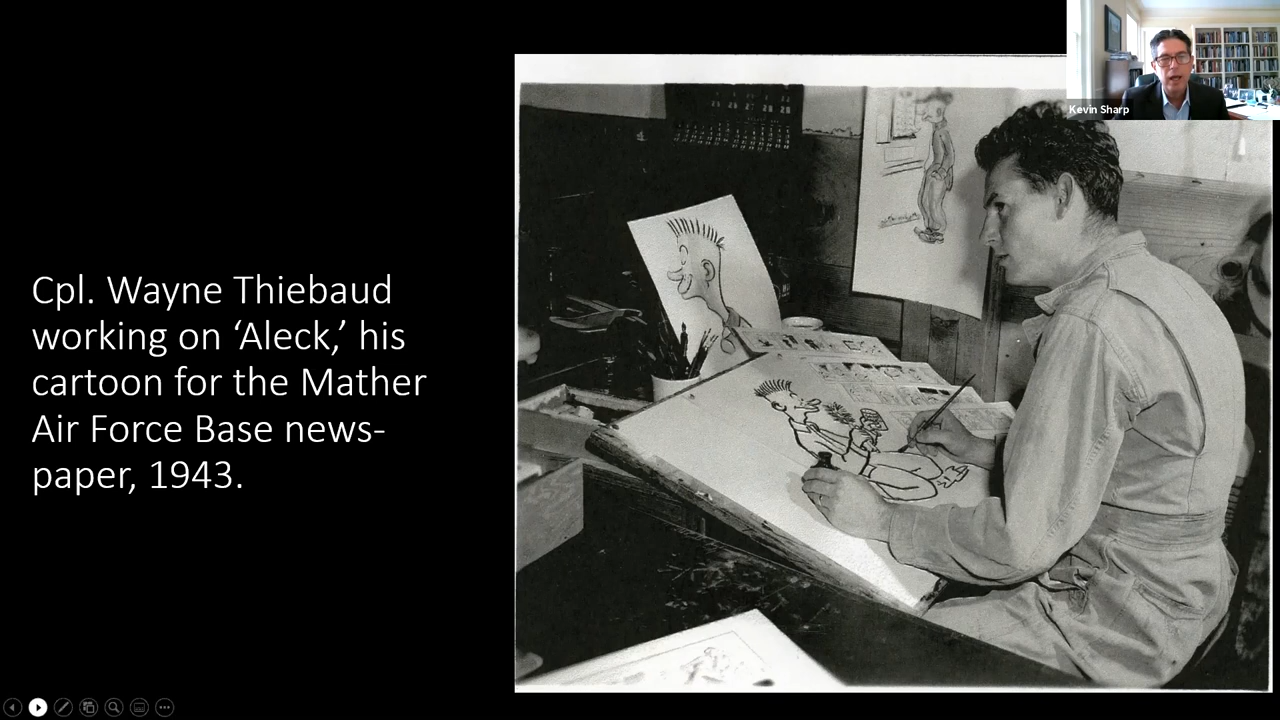 Kevin Sharp
Cpl. Wayne Thiebaud
working on ‘Aleck,’ his
cartoon for the Mather
Air Force Base news-
paper, 1943.